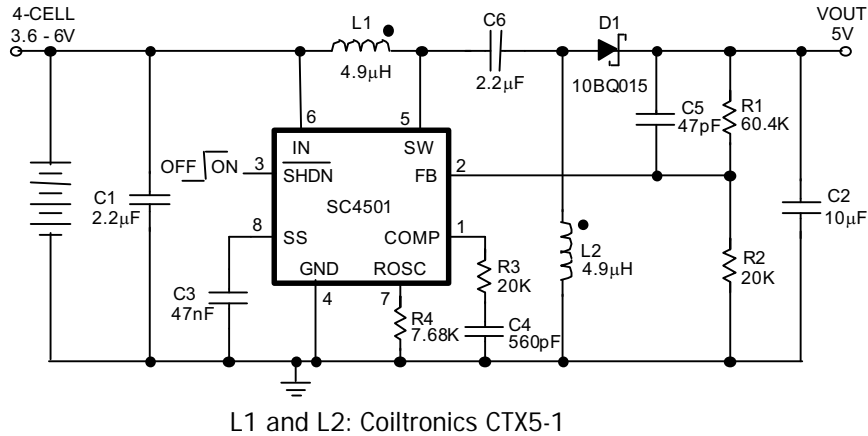 4-CELL
3.6 - 6V
L1
4.9µH
C6
2.2µF
D1
10BQ015
VOUT
5V
C5
47pF
R1
60.4K
6
5
IN
SW
OFF ON
3
SHDN
FB
2
C1
2.2µF
SC4501
C2
10µF
8
SS
COMP
1
L2
4.9µH
R2
20K
R3
20K
GND
ROSC
4
7
C3
47nF
R4
7.68K
C4
560pF
L1 and L2: Coiltronics CTX5-1